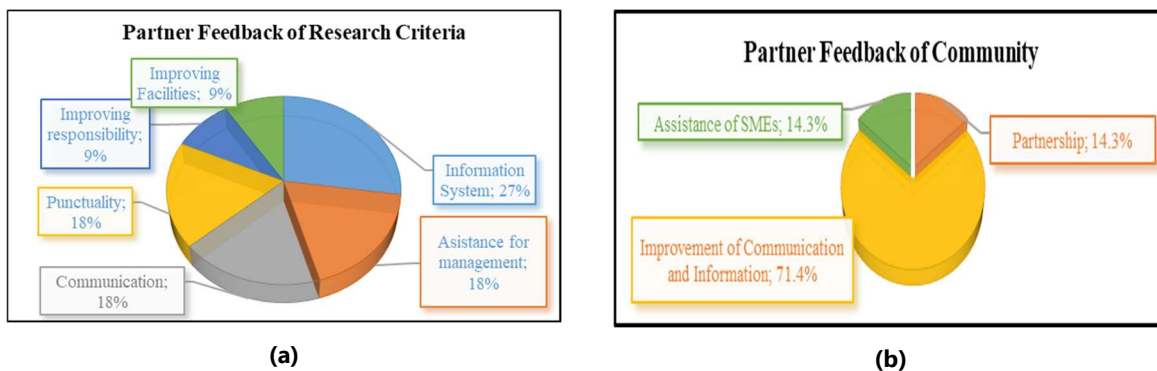 Partner Feedback of Research Criteria
Improving
Facilities; 9%
Improving
responsibility;
9%
Information
System; 27%
Punctuality;
18%
Asistance for
management;
18%
Communication;
18%
(a)
Partner Feedback of Community
Assistance of SMEs; 14.3%
Partnership; 14.3%
Improvement of Communication
and Information; 71.4%
(b)